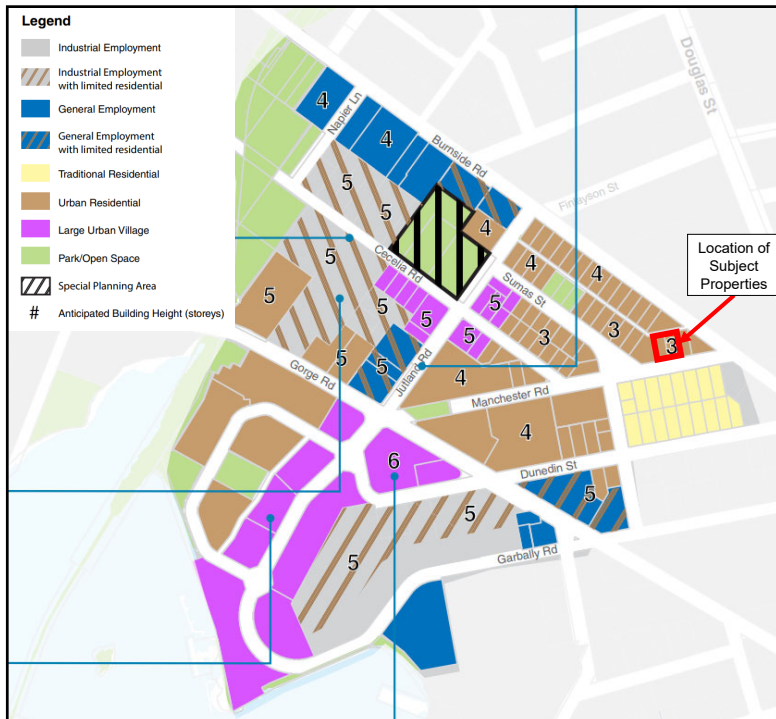 Legend
Industrial Employment
Industrial Employment
with limited residential
General Employment
General Employment
with limited residential
Traditional Residential
Urban Residential
Large Urban Village
Park/Open Space
Special Planning Area
# Anticipated Building Height (storeys)
Douglas St
4
Napier Ln
4
Burnside Rd
Finlayson St
5
5
4
Location of
Subject
Properties
5
Cecelia Rd
4
4
Sumas St
5
5
5
5
3
3
3
5
5
Jutland Rd
Gorge Rd
4
Manchester Rd
4
6
Dunedin St
5
5
5
Garbally Rd